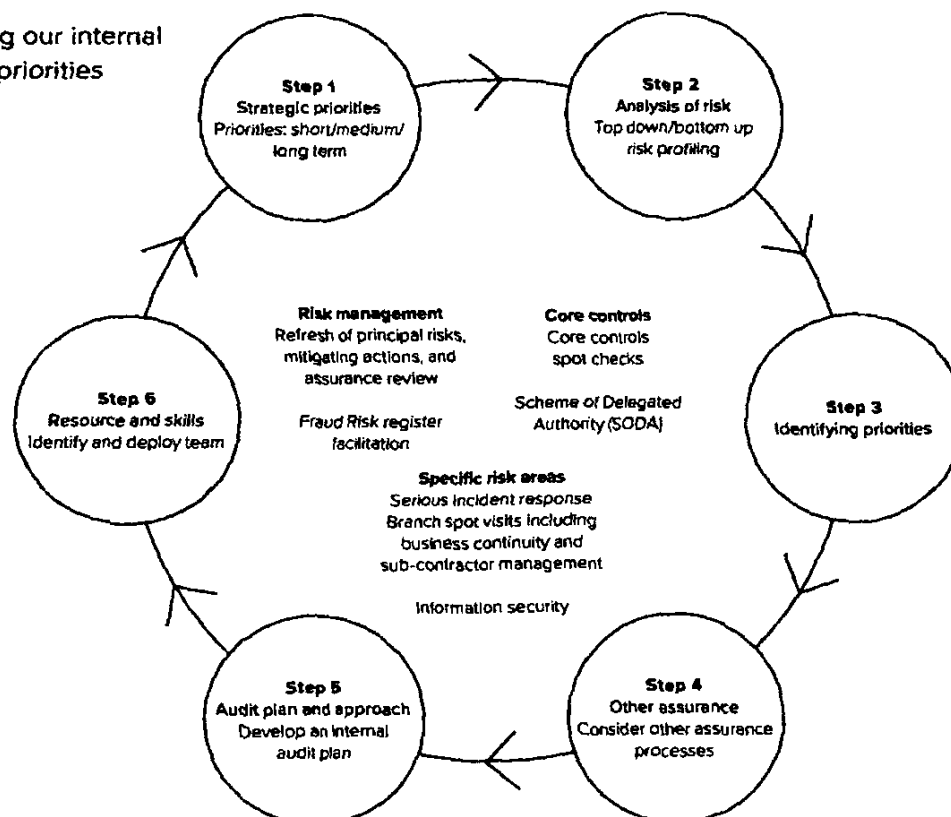 g our internal
priorities
Step 1
Strategic priorities
Priorities: short/medium/
long term
Step 2
Analysis of risk
Top down/bottom up
risk profiling
Risk management
Refresh of principal risks,
mitigating actions, and
assurance review
Fraud Risk register
facilitation
Core controls
Core controls
spot checks
Scheme of Delegated
Authority (SODA)
Step 3
Identifying priorities
Step 6
Resource and skills
Identify and deploy team
Specific risk areas
Serious incident response
Branch spot visits including
business continuity and
sub-contractor management
Information security
Step 5
Audit plan and approach
Develop an internal
audit plan
Step 4
Other assurance
Consider other assurance
processes